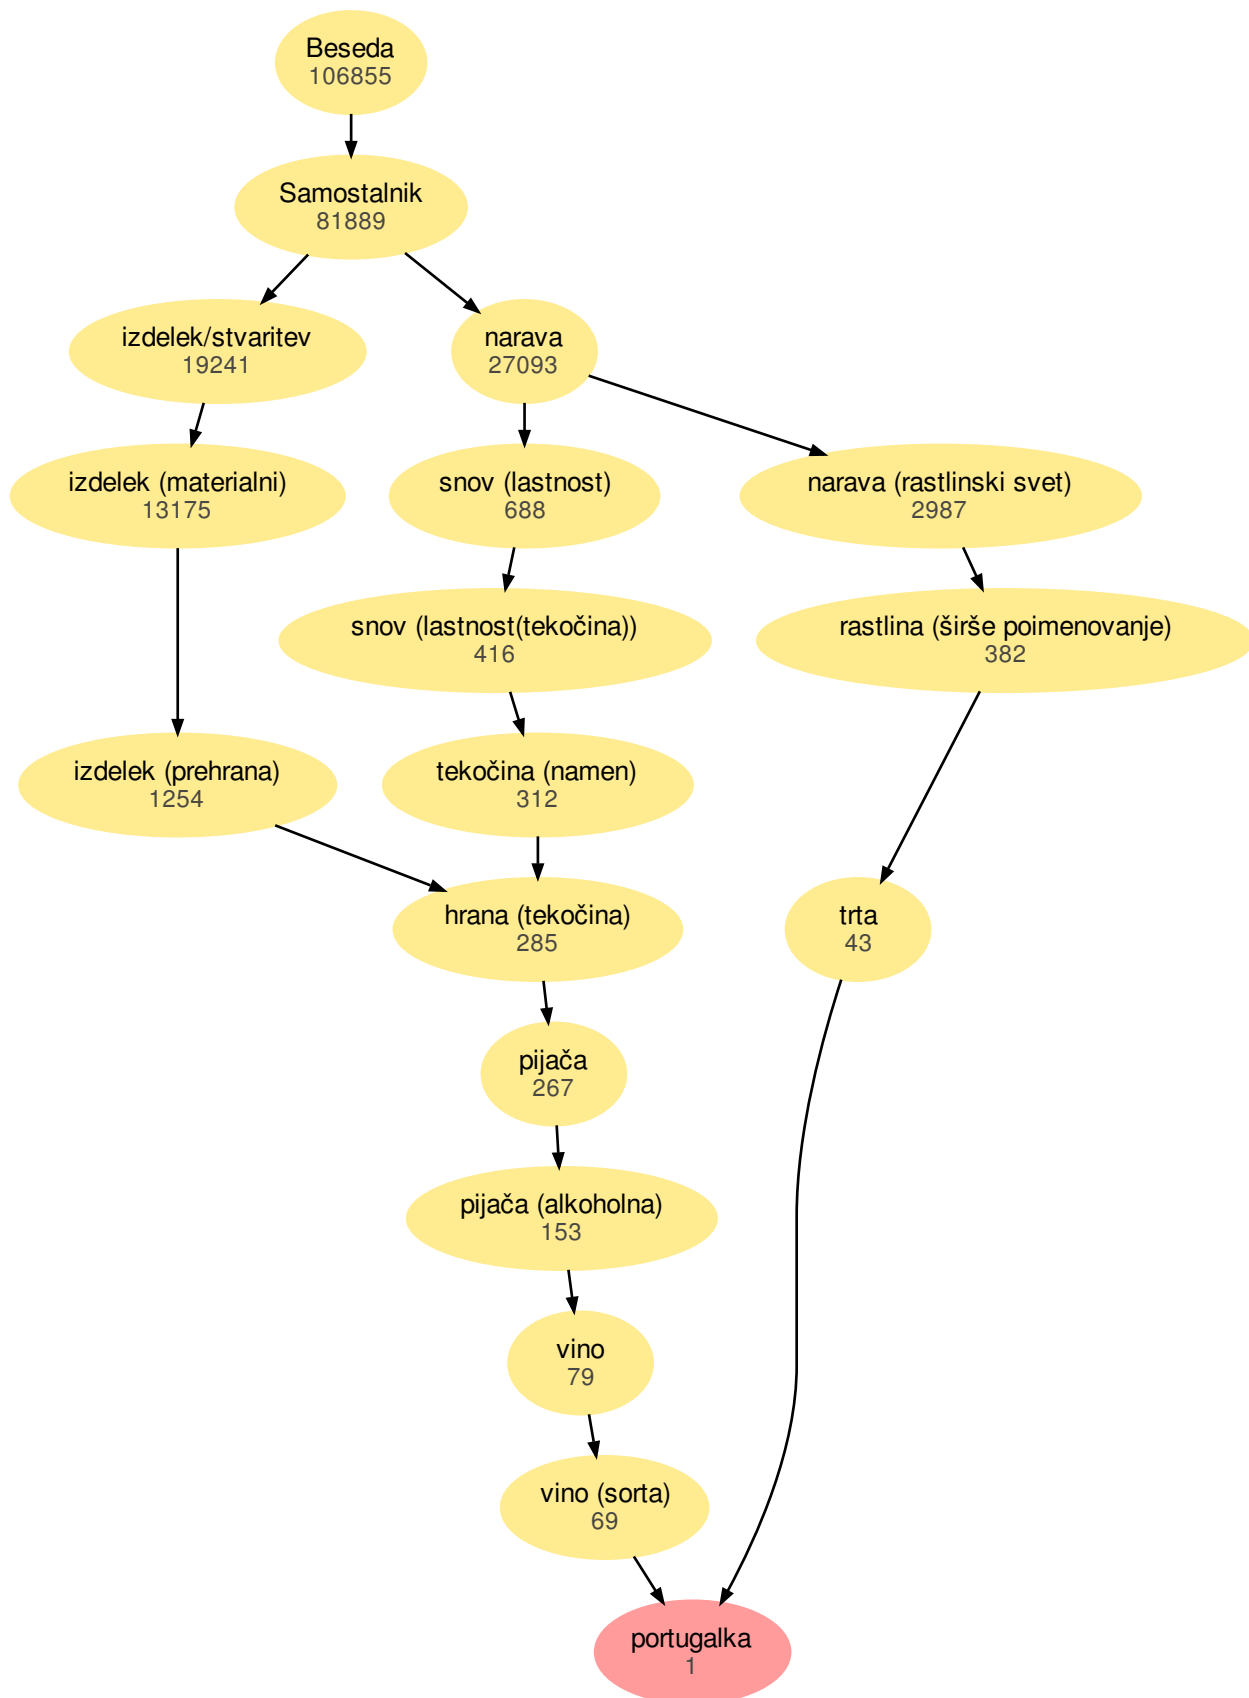 Beseda
106855
Samostalnik
81889
izdelek/stvaritev
19241
narava
27093
izdelek (materialni)
13175
snov (lastnost)
688
narava (rastlinski svet)
2987
snov (lastnost(tekočina))
416
rastlina (širše poimenovanje)
382
izdelek (prehrana)
1254
tekočina (namen)
312
hrana (tekočina)
285
trta
43
pijača
267
pijača (alkoholna)
153
vino
79
vino (sorta)
69
portugalka
1